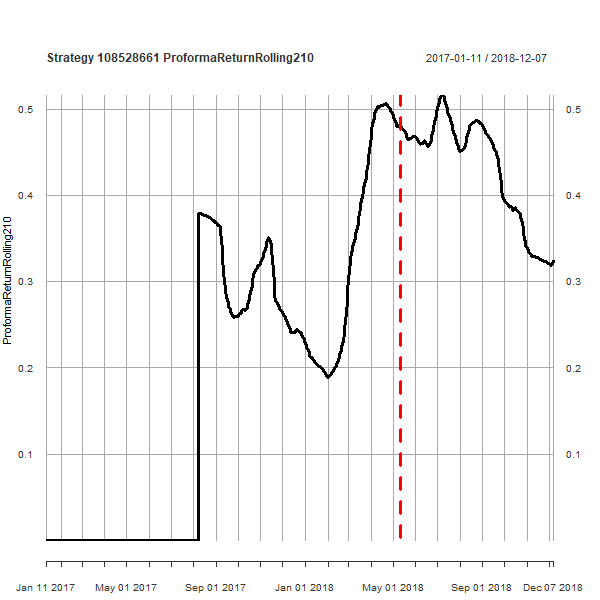 Strategy 108528661 ProformaReturnRolling210
2017-01-11 / 2018-12-07
ProformaReturnRolling210
0.5
0.4
0.3
0.2
0.1
0.5
0.4
0.3
0.2
0.1
Jan 11 2017
May 01 2017
Sep 01 2017
Jan 01 2018
May 01 2018
Sep 01 2018
Dec 07 2018